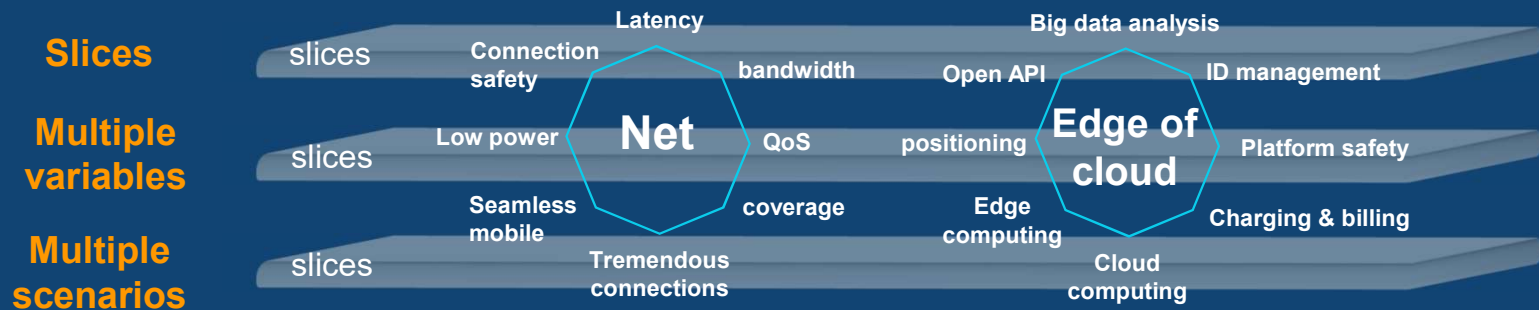 Slices
Multiple
variables
Multiple
scenarios
slices
slices
slices
Latency
Connection
safety
bandwidth
Low power
Net
QoS
Seamless
mobile
coverage
Tremendous
connections
Big data analysis
Open API
ID management
positioning
Edge of
cloud
Platform safety
Edge
computing
Charging & billing
Cloud
computing